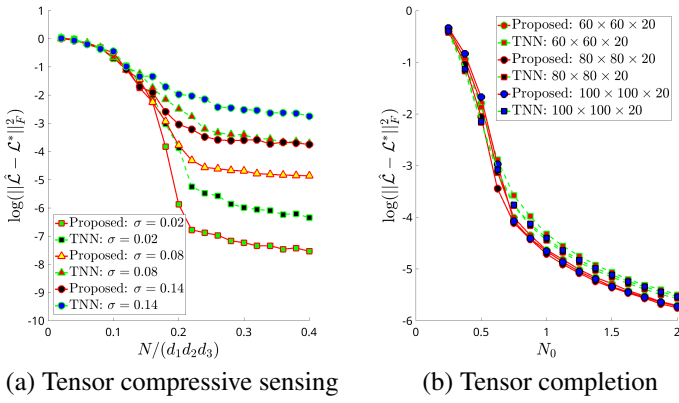 1
0
-1
-2
-3
-4
-5
-6
-7
-8
-9
-10
0
0.1
0.2
0.3
0.4
log(||L̂ − L*||²_F)
N/(d₁d₂d₃)
Proposed: σ = 0.02
TNN: σ = 0.02
Proposed: σ = 0.08
TNN: σ = 0.08
Proposed: σ = 0.14
TNN: σ = 0.14
(a) Tensor compressive sensing
0
-1
-2
-3
-4
-5
-6
0
0.5
1.0
1.5
2
log(||L̂ − L*||²_F)
N₀
Proposed: 60 × 60 × 20
TNN: 60 × 60 × 20
Proposed: 80 × 80 × 20
TNN: 80 × 80 × 20
Proposed: 100 × 100 × 20
TNN: 100 × 100 × 20
(b) Tensor completion